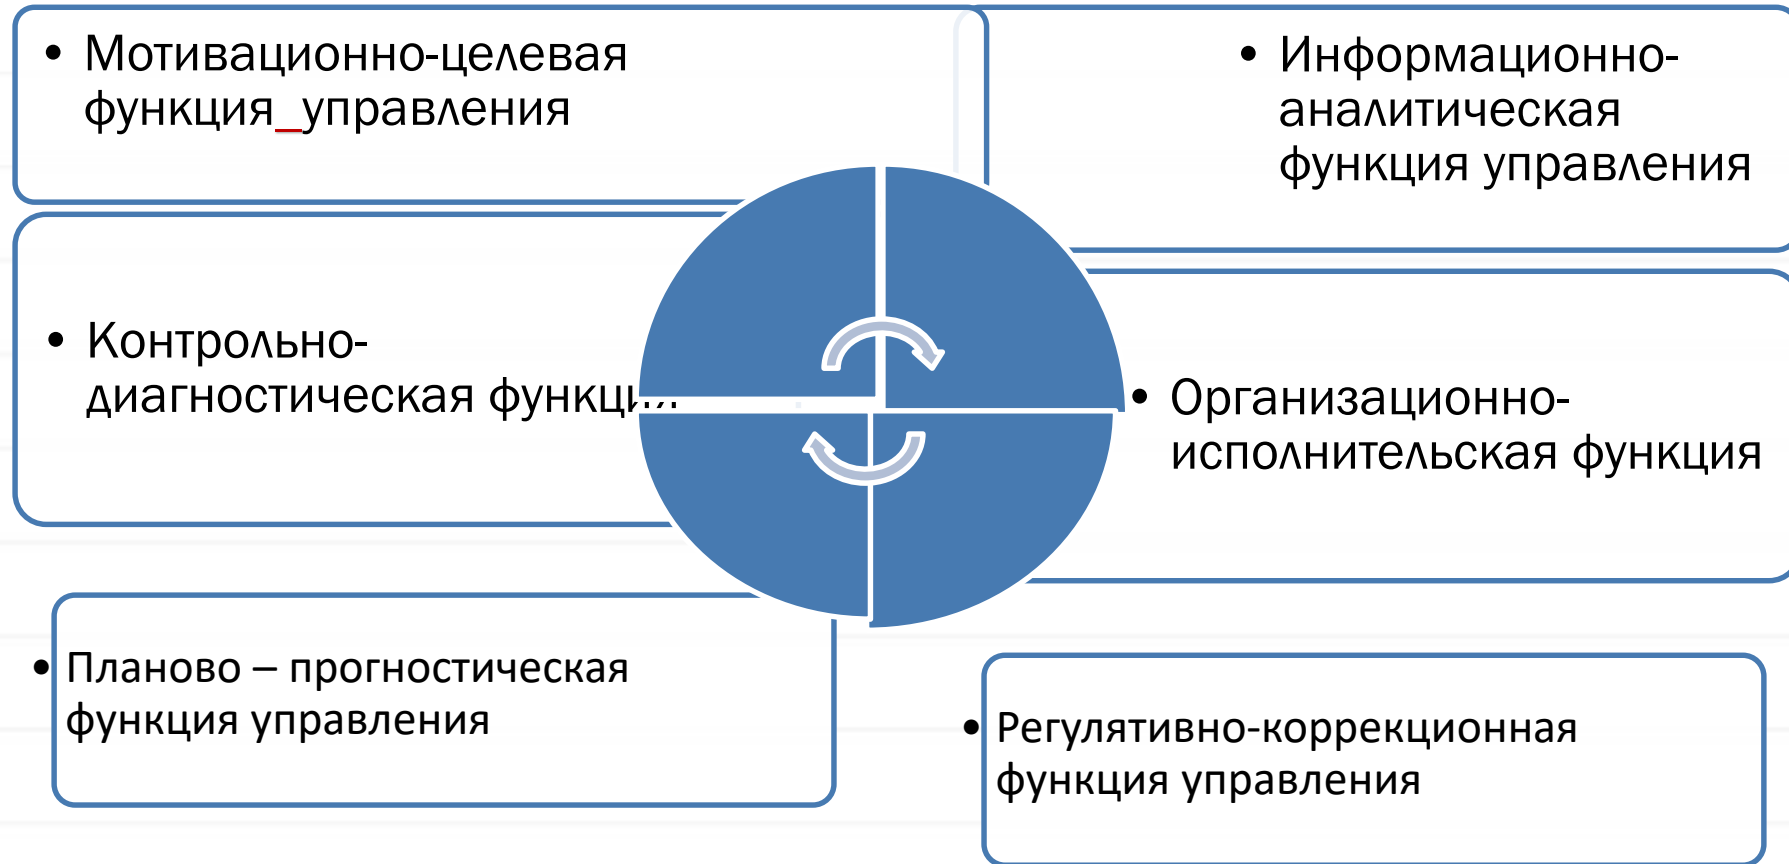 • Мотивационно-целевая
функция_управления
• Информационно-
аналитическая
функция управления
• Контрольно-
диагностическая функция
• Организационно-
исполнительская функция
• Планово – прогностическая
функция управления
• Регулятивно-коррекционная
функция управления